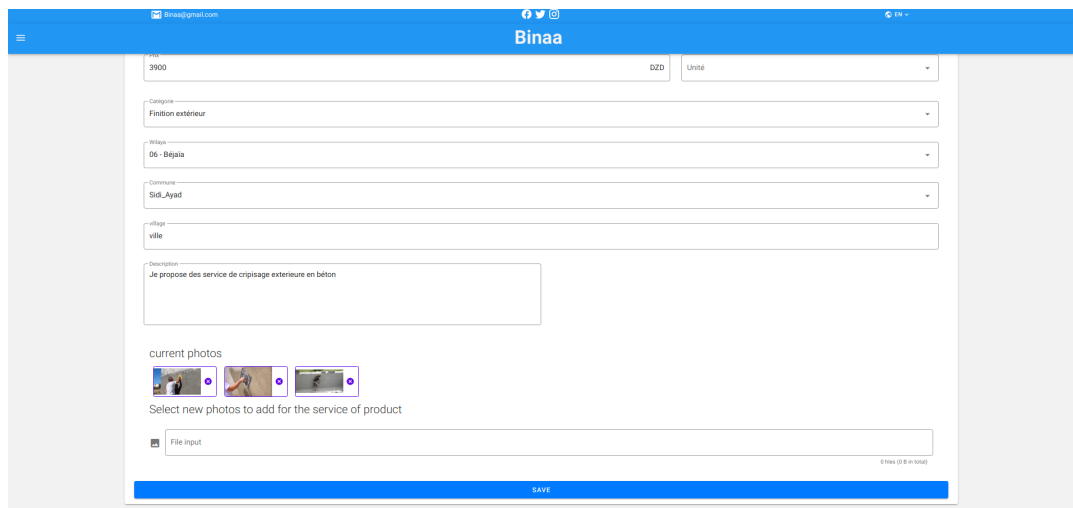 Binaa@gmail.com
EN
Binaa
Prix
3900 DZD Unité
Catégorie
Finition extérieur
Wilaya
06 - Béjaïa
Commune
Sidi_Ayad
village
ville
Description
Je propose des service de cripisage exterieure en béton
current photos
Select new photos to add for the service of product
File input
0 files (0 B in total)
SAVE